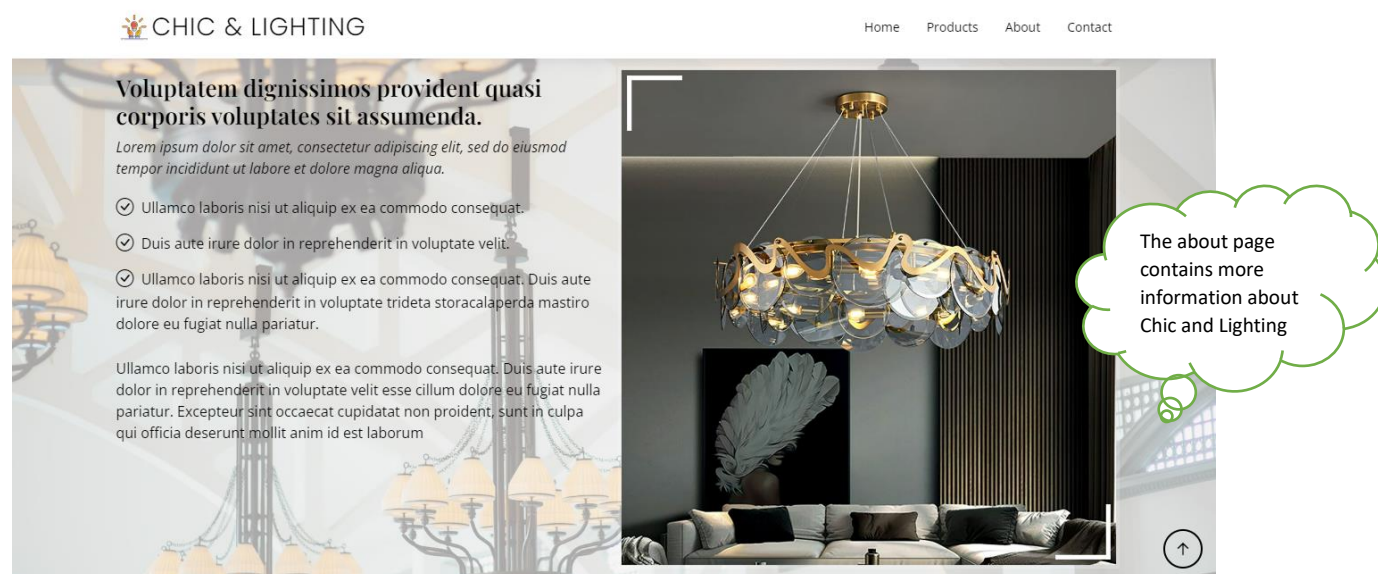 CHIC & LIGHTING
Home Products About Contact
Voluptatem dignissimos provident quasi
corporis voluptates sit assumenda.
Lorem ipsum dolor sit amet, consectetur adipiscing elit, sed do eiusmod
tempor incididunt ut labore et dolore magna aliqua.
Ullamco laboris nisi ut aliquip ex ea commodo consequat.
Duis aute irure dolor in reprehenderit in voluptate velit.
Ullamco laboris nisi ut aliquip ex ea commodo consequat. Duis aute
irure dolor in reprehenderit in voluptate trideta storacalaperda mastiro
dolore eu fugiat nulla pariatur.
Ullamco laboris nisi ut aliquip ex ea commodo consequat. Duis aute irure
dolor in reprehenderit in voluptate velit esse cillum dolore eu fugiat nulla
pariatur. Excepteur sint occaecat cupidatat non proident, sunt in culpa
qui officia deserunt mollit anim id est laborum
The about page
contains more
information about
Chic and Lighting